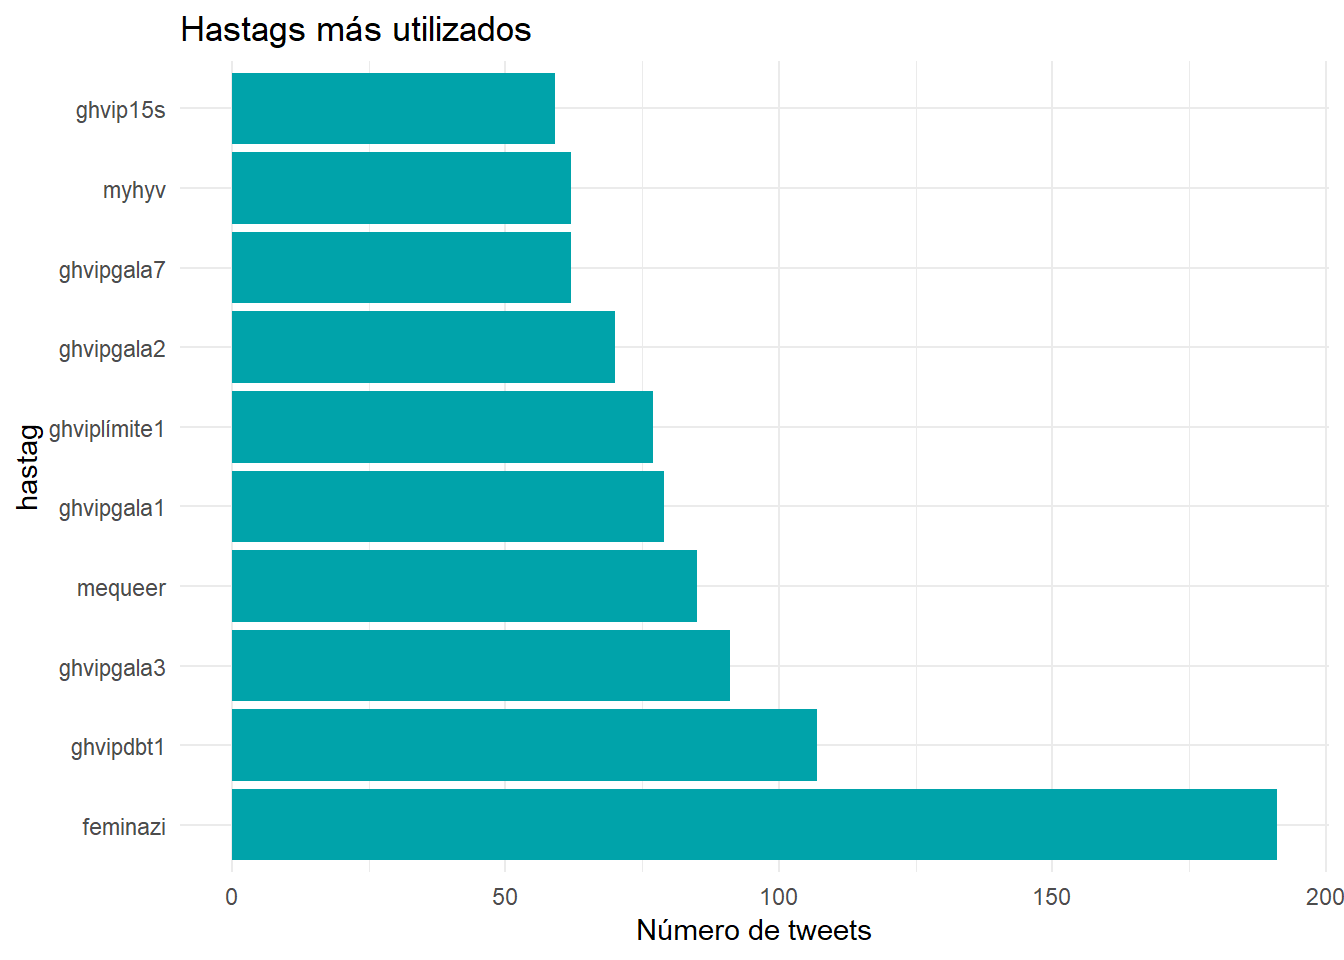 Hastags más utilizados
hastag
ghvip15s
myhyv
ghvipgala7
ghvipgala2
ghviplímite1
ghvipgala1
mequeer
ghvipgala3
ghvipdbt1
feminazi
0 50 100 150 200
Número de tweets